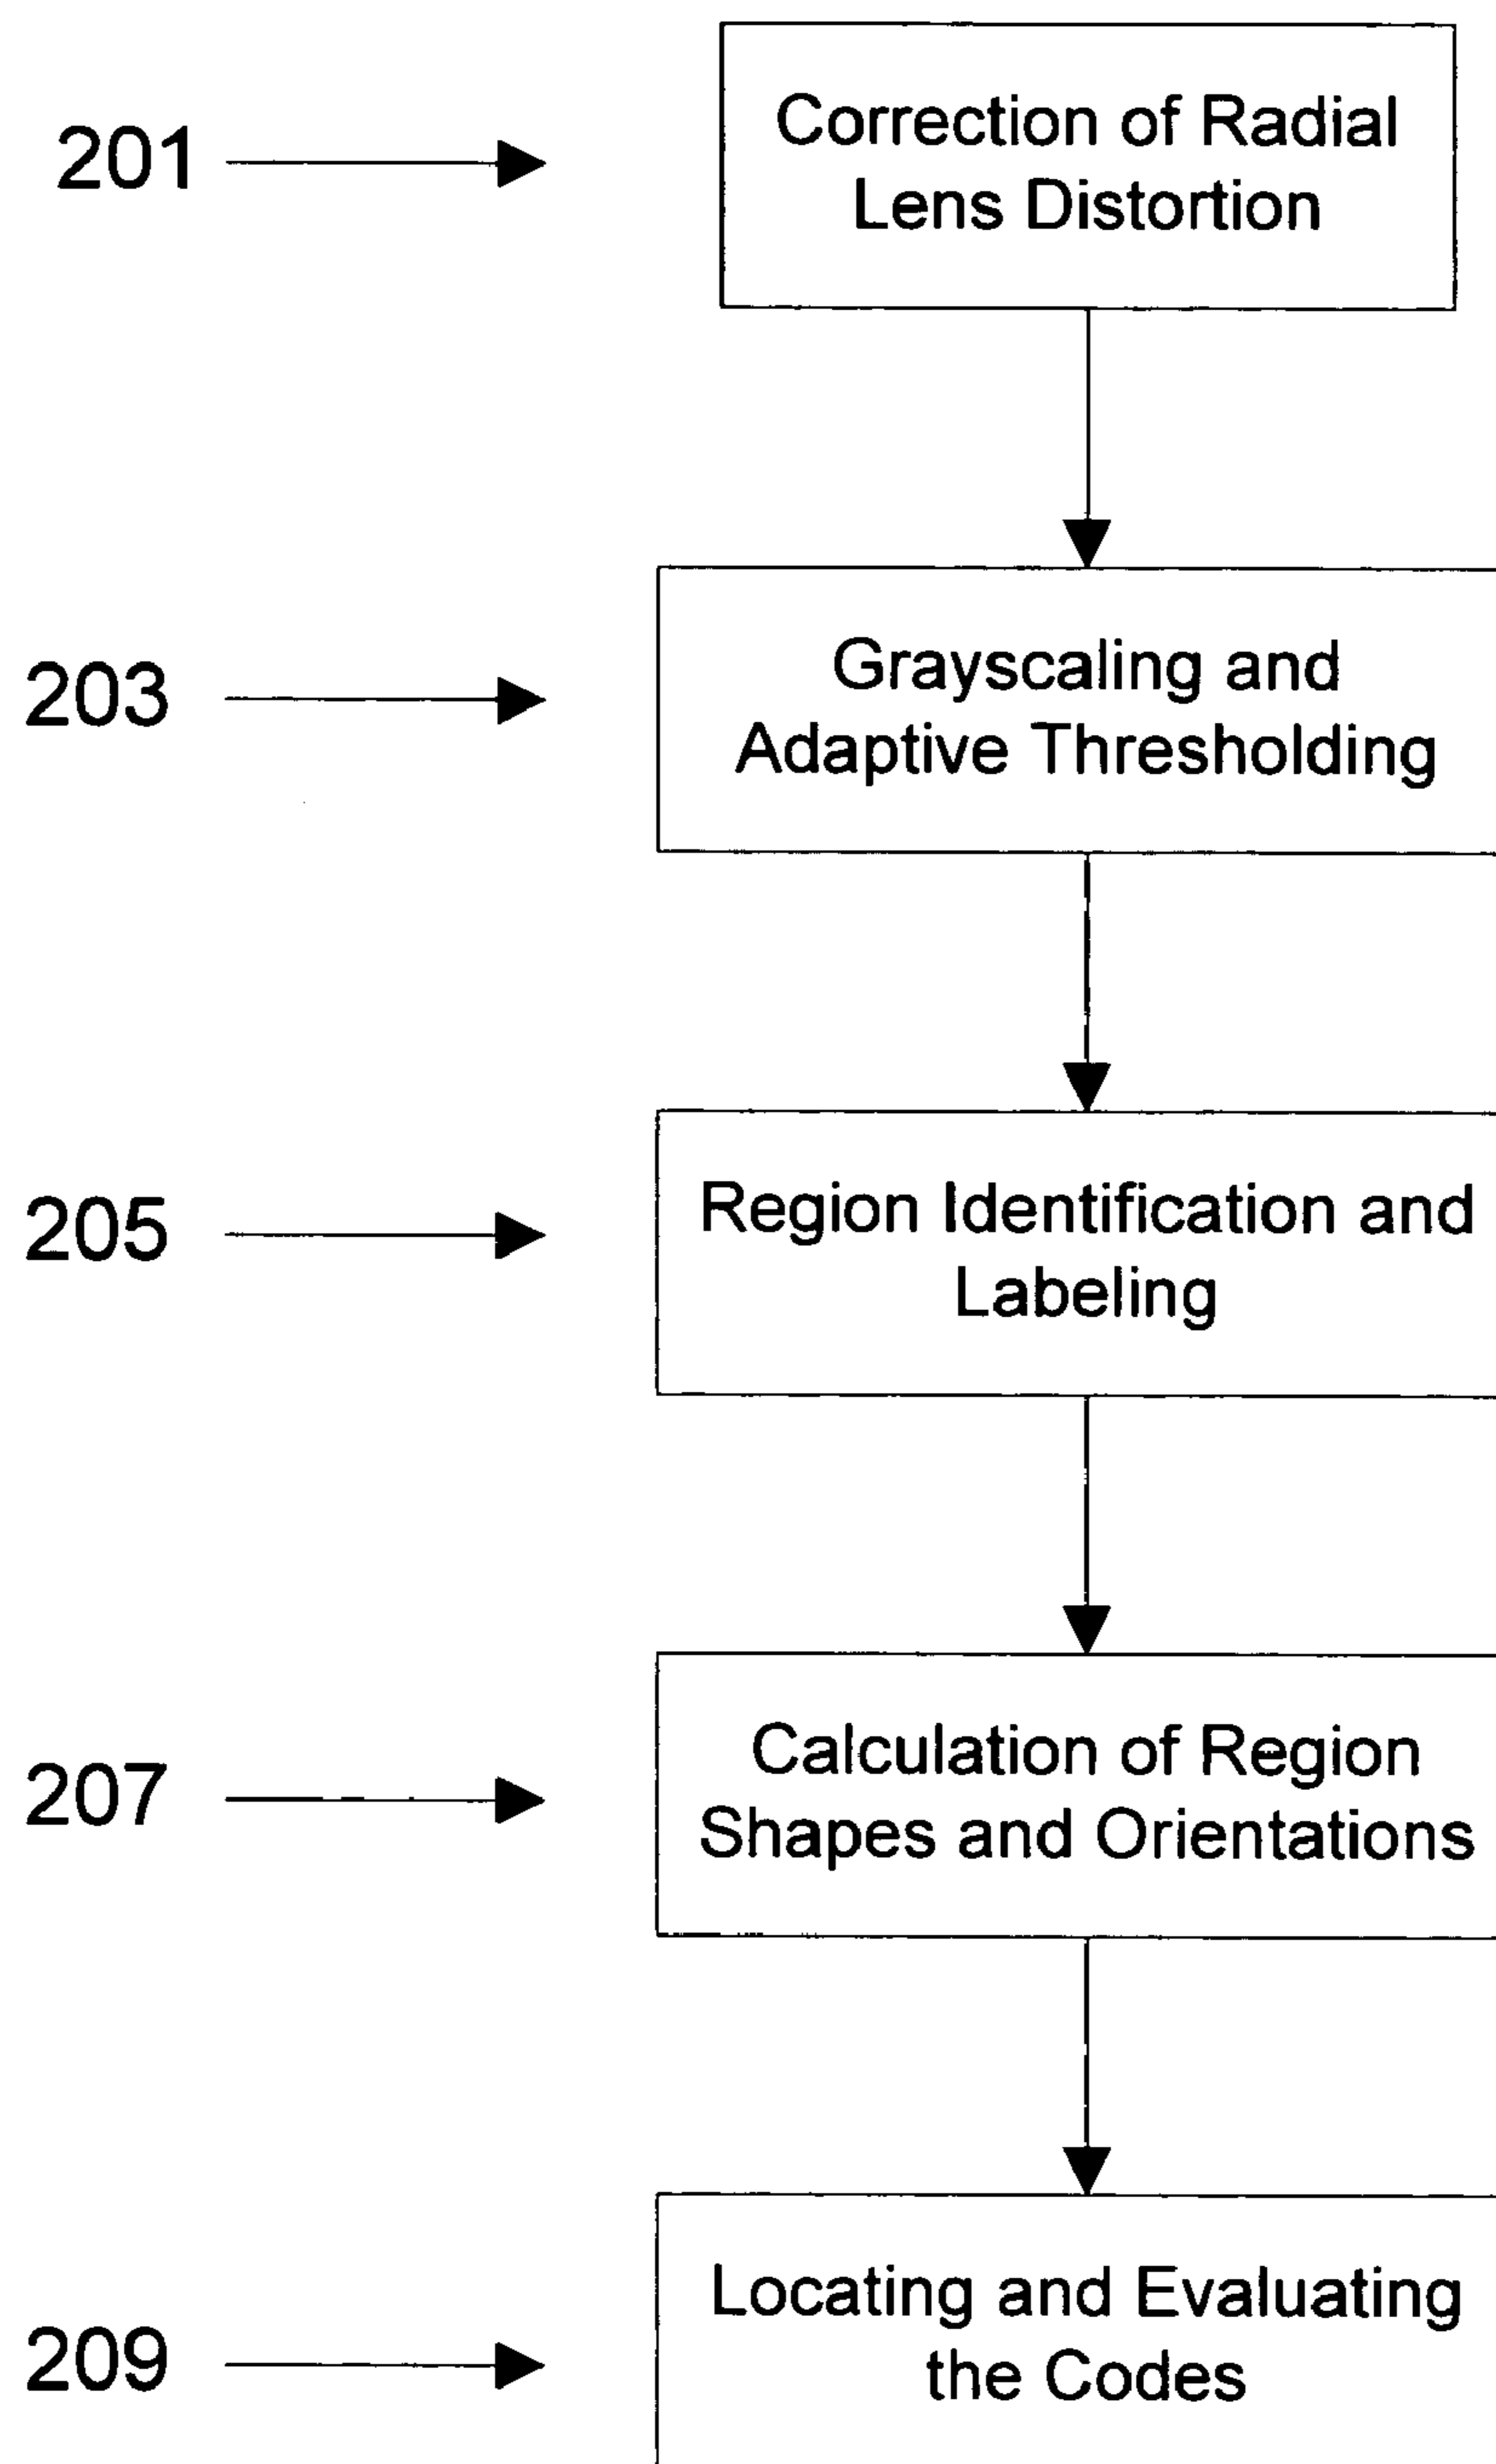 201
Correction of Radial
Lens Distortion
203
Grayscaling and
Adaptive Thresholding
205
Region Identification and
Labeling
207
Calculation of Region
Shapes and Orientations
209
Locating and Evaluating
the Codes